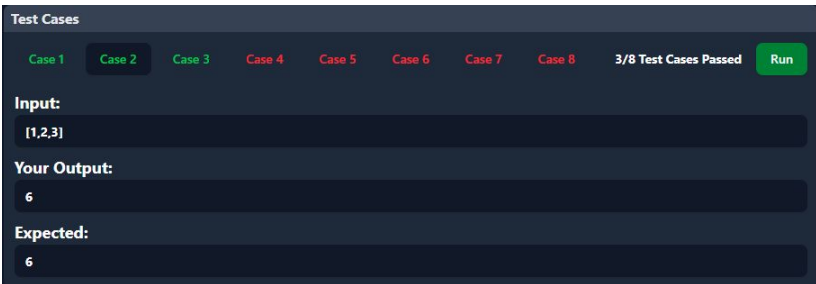 Test Cases
Case 1 Case 2 Case 3 Case 4 Case 5 Case 6 Case 7 Case 8 3/8 Test Cases Passed Run
Input:
[1,2,3]
Your Output:
6
Expected:
6